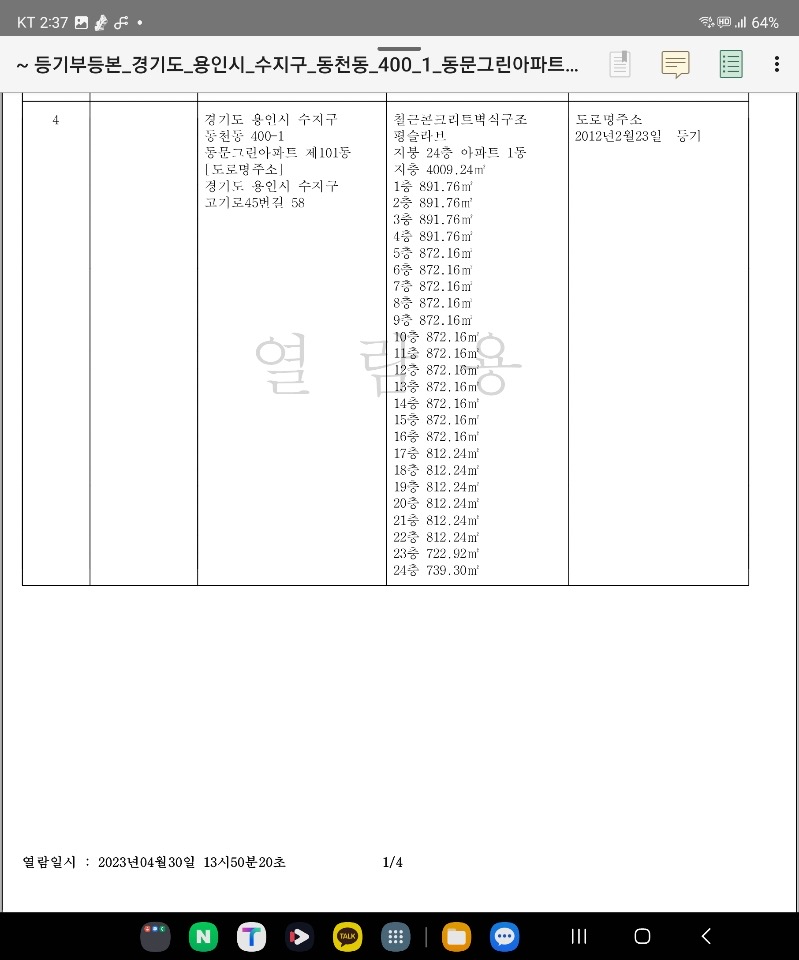 KT 2:37
64%
~ 등기부등본_경기도_용인시_수지구_동천동_400_1_동문그린아파트...
4
경기도 용인시 수지구
동천동 400-1
동문그린아파트 제101동
[도로명주소]
경기도 용인시 수지구
고기로45번길 58
철근콘크리트벽식구조
평슬라브
지붕 24층 아파트 1동
지층 4009.24㎡
1층 891.76㎡
2층 891.76㎡
3층 891.76㎡
4층 891.76㎡
5층 872.16㎡
6층 872.16㎡
7층 872.16㎡
8층 872.16㎡
9층 872.16㎡
10층 872.16㎡
11층 872.16㎡
12층 872.16㎡
13층 872.16㎡
14층 872.16㎡
15층 872.16㎡
16층 872.16㎡
17층 812.24㎡
18층 812.24㎡
19층 812.24㎡
20층 812.24㎡
21층 812.24㎡
22층 812.24㎡
23층 722.92㎡
24층 739.30㎡
도로명주소
2012년2월23일 등기
열 람 용
열람일시 : 2023년04월30일 13시50분20초
1/4
N
T
TALK